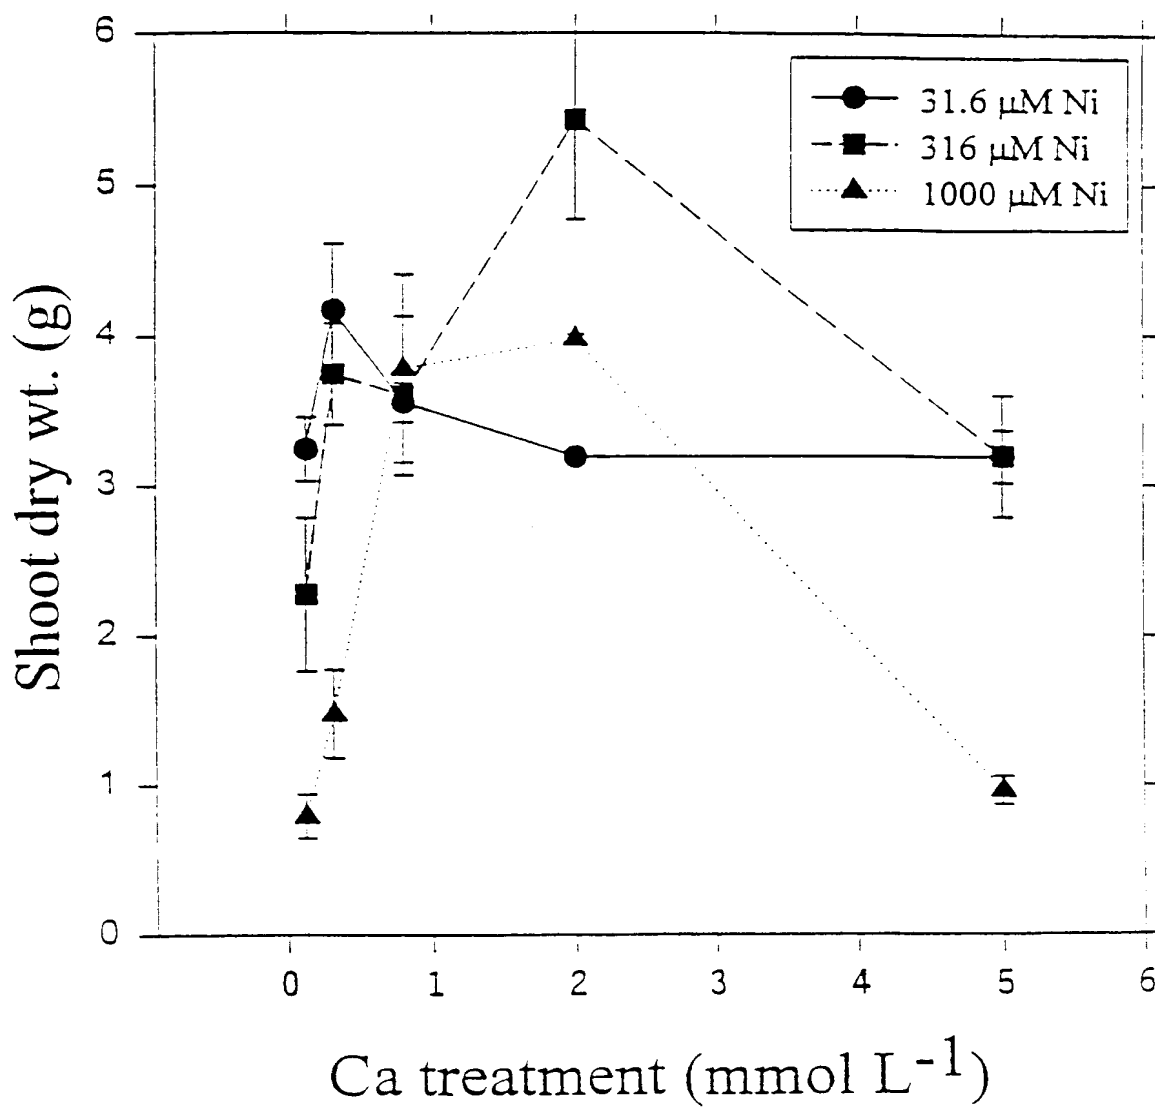 6
5
4
3
2
1
0
Shoot dry wt. (g)
31.6 μM Ni
316 μM Ni
1000 μM Ni
0 1 2 3 4 5 6
Ca treatment (mmol L-1)